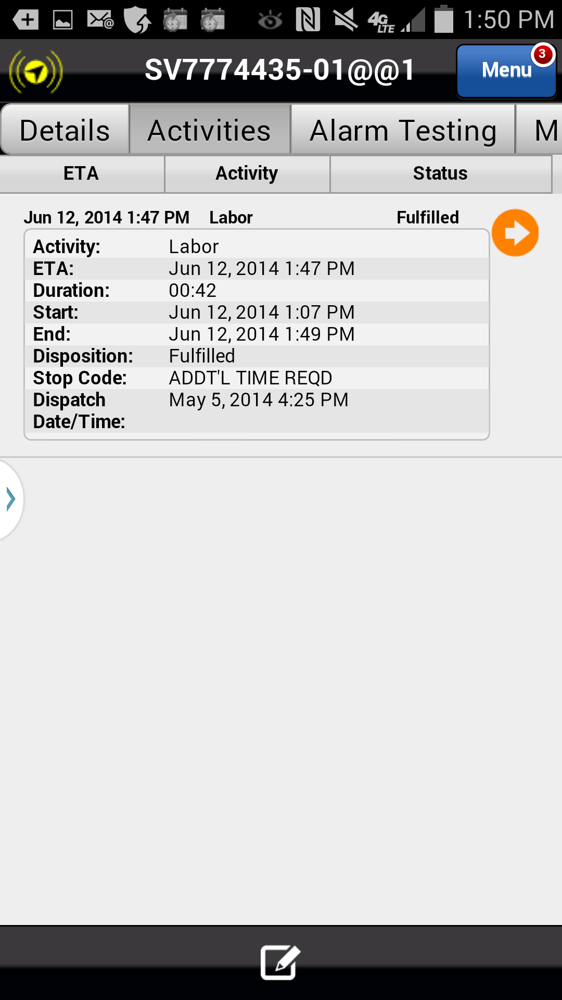 4G LTE 1:50 PM
SV7774435-01@@1
Menu 3
Details Activities Alarm Testing M
ETA Activity Status
Jun 12, 2014 1:47 PM Labor Fulfilled
Activity: Labor
ETA: Jun 12, 2014 1:47 PM
Duration: 00:42
Start: Jun 12, 2014 1:07 PM
End: Jun 12, 2014 1:49 PM
Disposition: Fulfilled
Stop Code: ADDT'L TIME REQD
Dispatch May 5, 2014 4:25 PM
Date/Time: